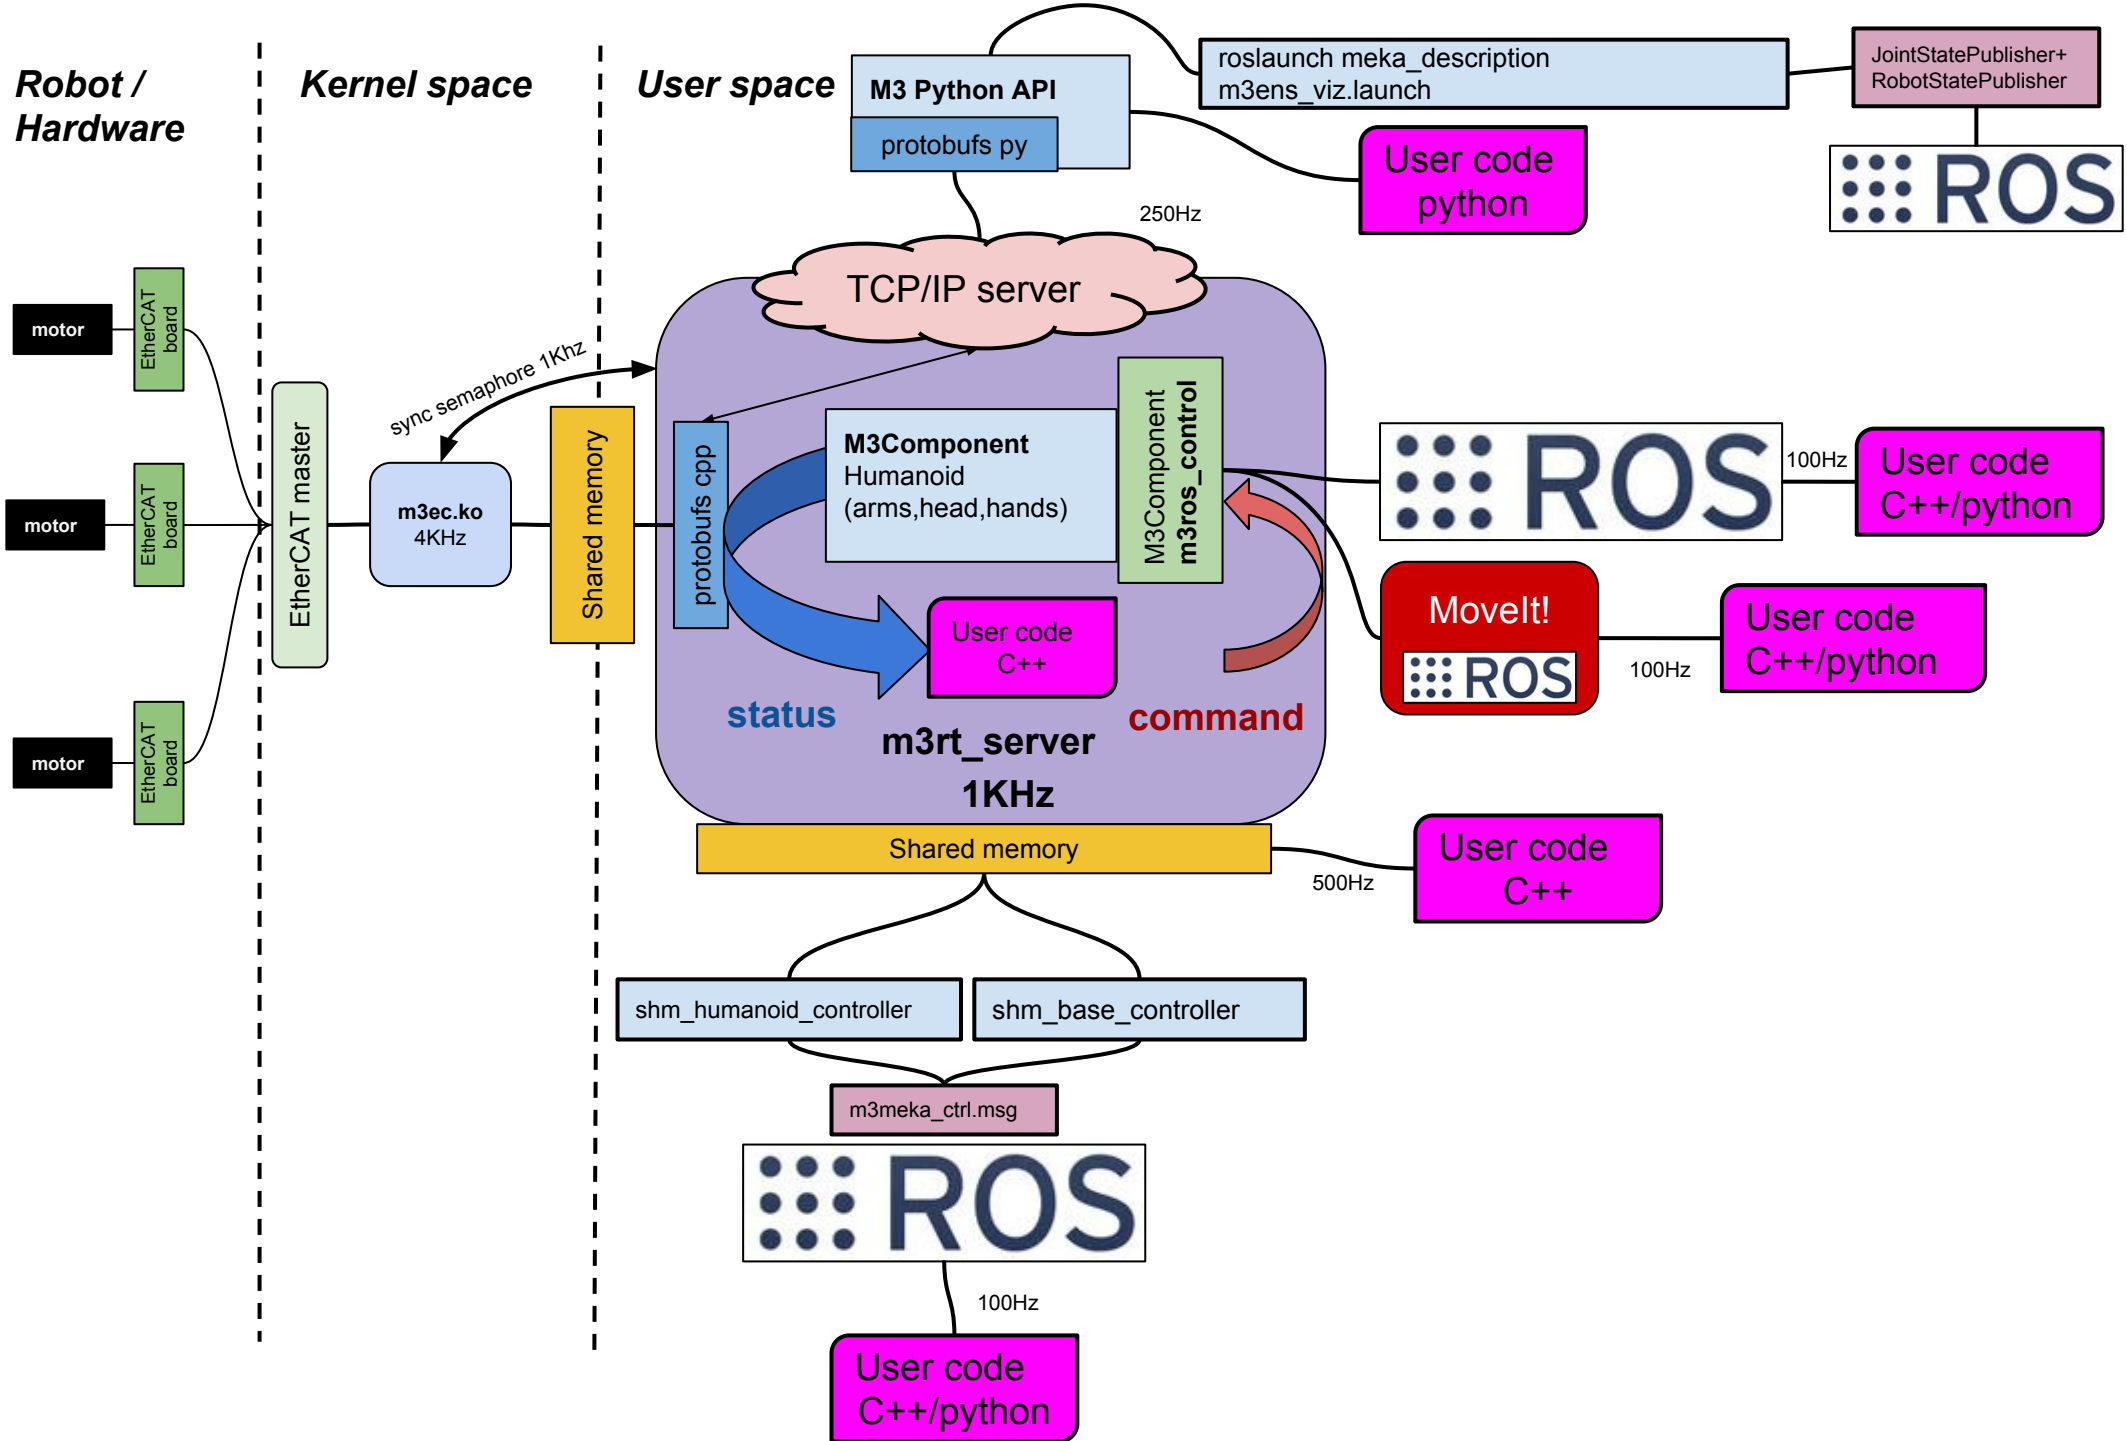 Robot /
Hardware
Kernel space
User space
M3 Python API
protobufs py
roslaunch meka_description
m3ens_viz.launch
JointStatePublisher+
RobotStatePublisher
ROS
User code
python
250Hz
TCP/IP server
motor
EtherCAT
board
motor
EtherCAT
board
motor
EtherCAT
board
EtherCAT master
sync semaphore 1Khz
m3ec.ko
4KHz
Shared memory
protobufs cpp
M3Component
Humanoid
(arms,head,hands)
M3Component
m3ros_control
User code
C++
status
command
m3rt_server
1KHz
ROS
100Hz
User code
C++/python
MoveIt!
ROS
100Hz
User code
C++/python
Shared memory
500Hz
User code
C++
shm_humanoid_controller
shm_base_controller
m3meka_ctrl.msg
ROS
100Hz
User code
C++/python